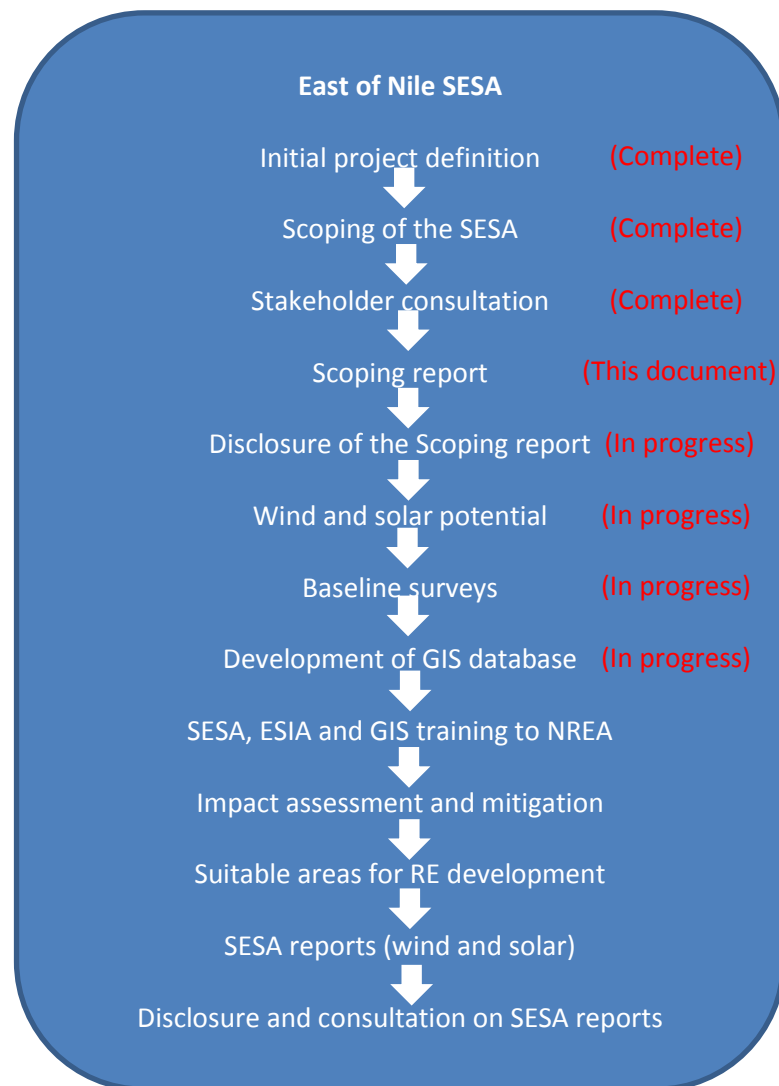 East of Nile SESA
Initial project definition (Complete)
Scoping of the SESA (Complete)
Stakeholder consultation (Complete)
Scoping report (This document)
Disclosure of the Scoping report (In progress)
Wind and solar potential (In progress)
Baseline surveys (In progress)
Development of GIS database (In progress)
SESA, ESIA and GIS training to NREA
Impact assessment and mitigation
Suitable areas for RE development
SESA reports (wind and solar)
Disclosure and consultation on SESA reports